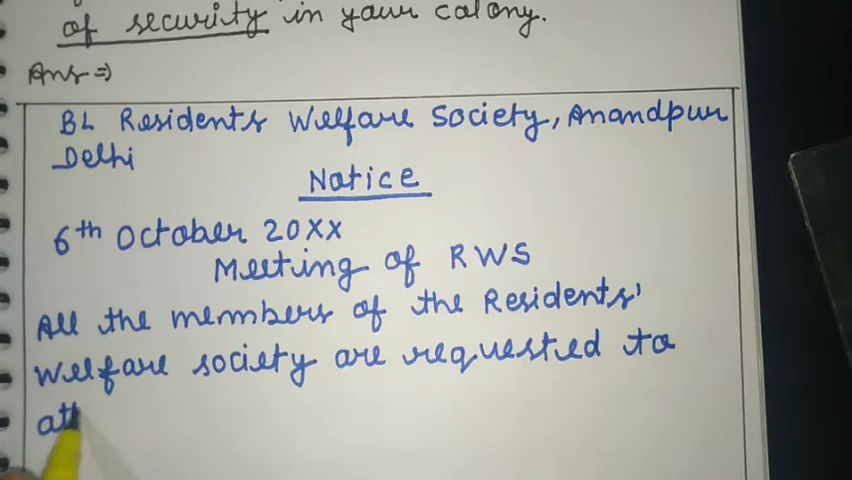 of security in your colony.
Ans ⇒
BL Residents Welfare Society, Anandpur
Delhi
Notice
6th October 20XX
Meeting of RWS
All the members of the Residents'
Welfare society are requested to
att